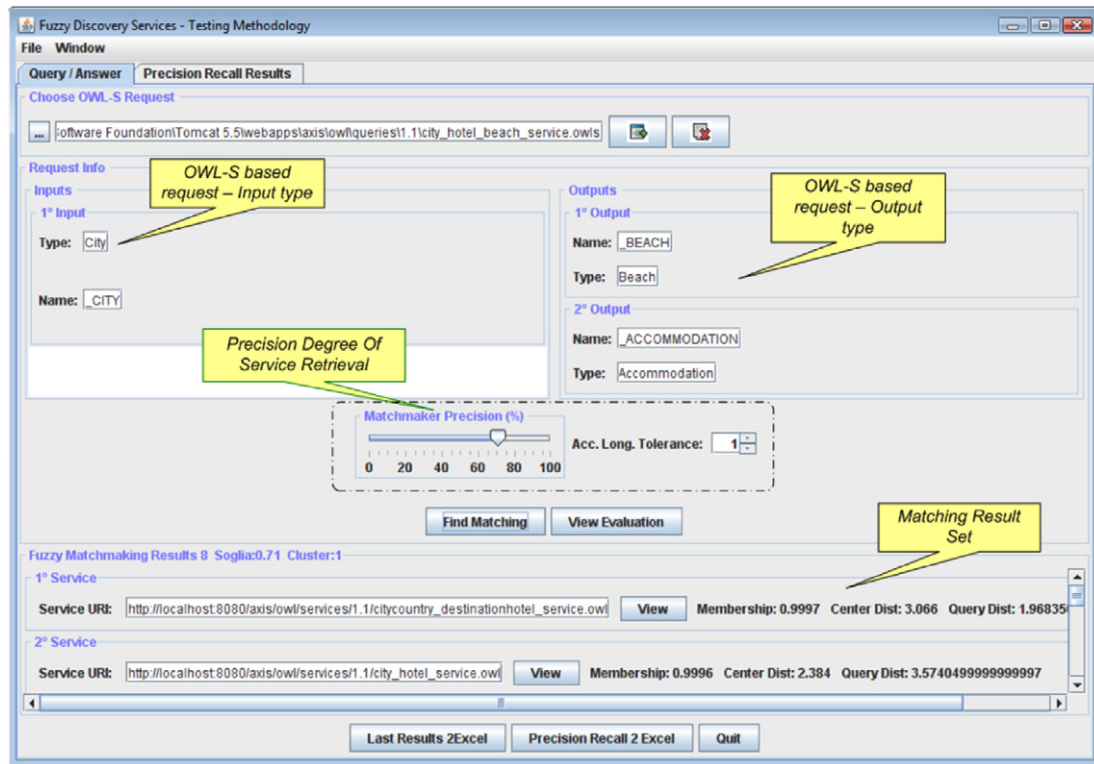 Fuzzy Discovery Services - Testing Methodology
File Window
Query / Answer Precision Recall Results
Choose OWL-S Request
... Software Foundation\Tomcat 5.5\webapps\axis\owl\queries\1.1\city_hotel_beach_service.owls
Request Info
OWL-S based
request – Input type
Inputs
1° Input
Type: City
Name: _CITY
Outputs
OWL-S based
request – Output
type
1° Output
Name: _BEACH
Type: Beach
2° Output
Name: _ACCOMMODATION
Type: Accommodation
Precision Degree Of
Service Retrieval
Matchmaker Precision (%)
0 20 40 60 80 100
Acc. Long. Tolerance: 1
Find Matching View Evaluation
Matching Result
Set
Fuzzy Matchmaking Results 8 Soglia:0.71 Cluster:1
1° Service
Service URI: http://localhost:8080/axis/owl/services/1.1/citycountry_destinationhotel_service.owl View Membership: 0.9997 Center Dist: 3.066 Query Dist: 1.968356
2° Service
Service URI: http://localhost:8080/axis/owl/services/1.1/city_hotel_service.owl View Membership: 0.9996 Center Dist: 2.384 Query Dist: 3.5740499999999997
Last Results 2Excel Precision Recall 2 Excel Quit